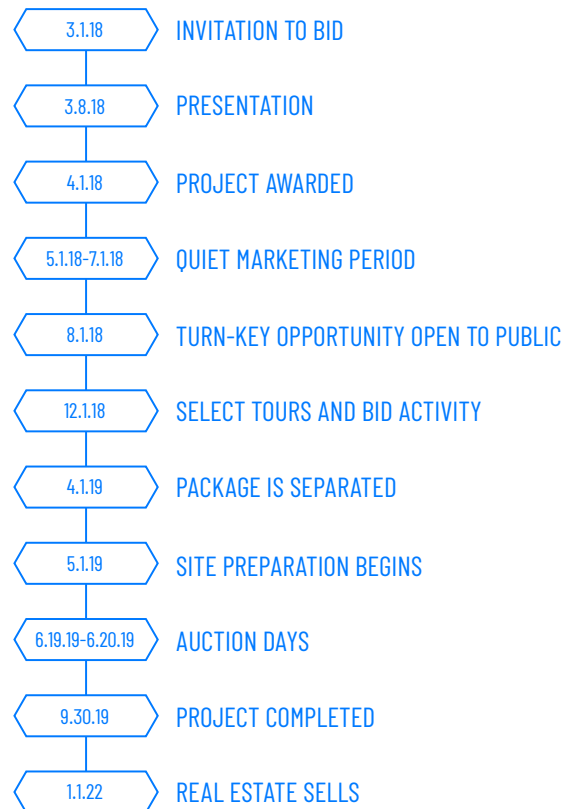 3.1.18 INVITATION TO BID
3.8.18 PRESENTATION
4.1.18 PROJECT AWARDED
5.1.18-7.1.18 QUIET MARKETING PERIOD
8.1.18 TURN-KEY OPPORTUNITY OPEN TO PUBLIC
12.1.18 SELECT TOURS AND BID ACTIVITY
4.1.19 PACKAGE IS SEPARATED
5.1.19 SITE PREPARATION BEGINS
6.19.19-6.20.19 AUCTION DAYS
9.30.19 PROJECT COMPLETED
1.1.22 REAL ESTATE SELLS